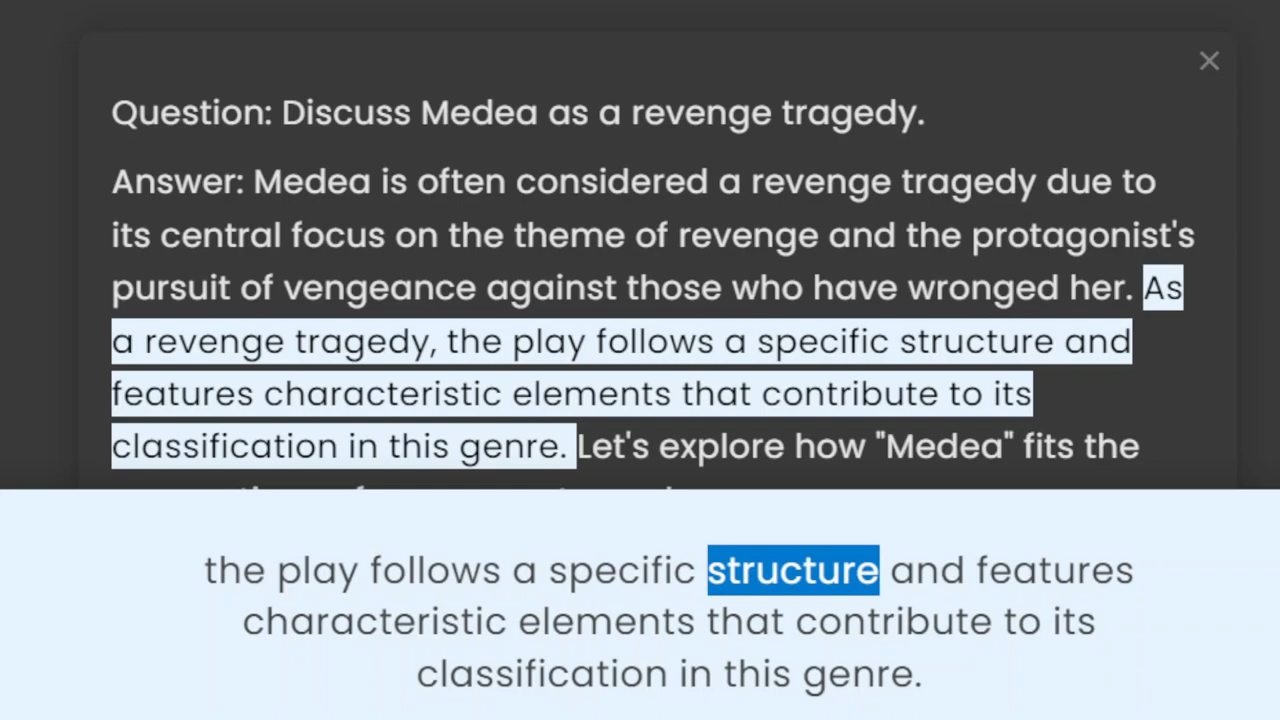 Question: Discuss Medea as a revenge tragedy.
Answer: Medea is often considered a revenge tragedy due to
its central focus on the theme of revenge and the protagonist's
pursuit of vengeance against those who have wronged her. As
a revenge tragedy, the play follows a specific structure and
features characteristic elements that contribute to its
classification in this genre. Let's explore how "Medea" fits the
the play follows a specific structure and features
characteristic elements that contribute to its
classification in this genre.